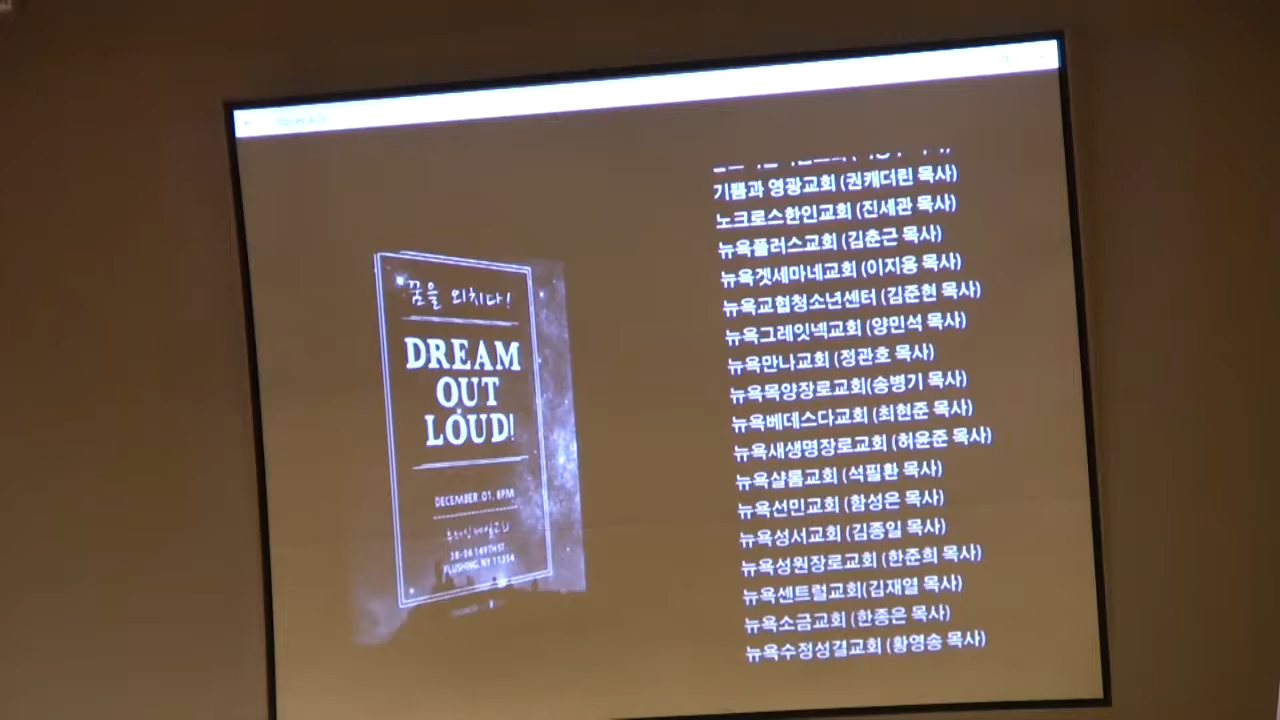 Movies & TV
꿈을 외치다!
DREAM
OUT
LOUD!
DECEMBER.01. 8PM
38-34 149TH ST.
FLUSHING, NY 11354
기쁨과 영광교회 (권캐더린 목사)
노크로스한인교회 (진세관 목사)
뉴욕플러스교회 (김춘근 목사)
뉴욕겟세마네교회 (이지용 목사)
뉴욕교협청소년센터 (김준현 목사)
뉴욕그레잇넥교회 (양민석 목사)
뉴욕만나교회 (정관호 목사)
뉴욕목양장로교회(송병기 목사)
뉴욕베데스다교회 (최현준 목사)
뉴욕새생명장로교회 (허윤준 목사)
뉴욕샬롬교회 (석필환 목사)
뉴욕선민교회 (함성은 목사)
뉴욕성서교회 (김종일 목사)
뉴욕성원장로교회 (한준희 목사)
뉴욕센트럴교회(김재열 목사)
뉴욕소금교회 (한종은 목사)
뉴욕수정성결교회 (황영송 목사)